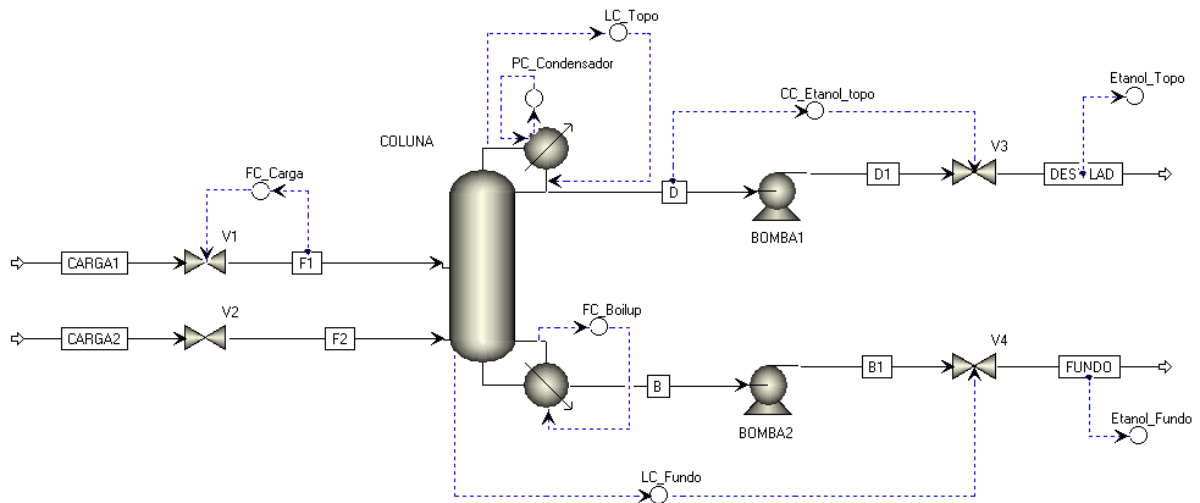 LC_Topo
PC_Condensador
Etanol_Topo
CC_Etanol_topo
COLUNA
V3
FC_Carga
D
D1
V1
BOMBA1
CARGA1
F1
V2
FC_Boilup
CARGA2
F2
V4
B
B1
FUNDO
BOMBA2
Etanol_Fundo
LC_Fundo